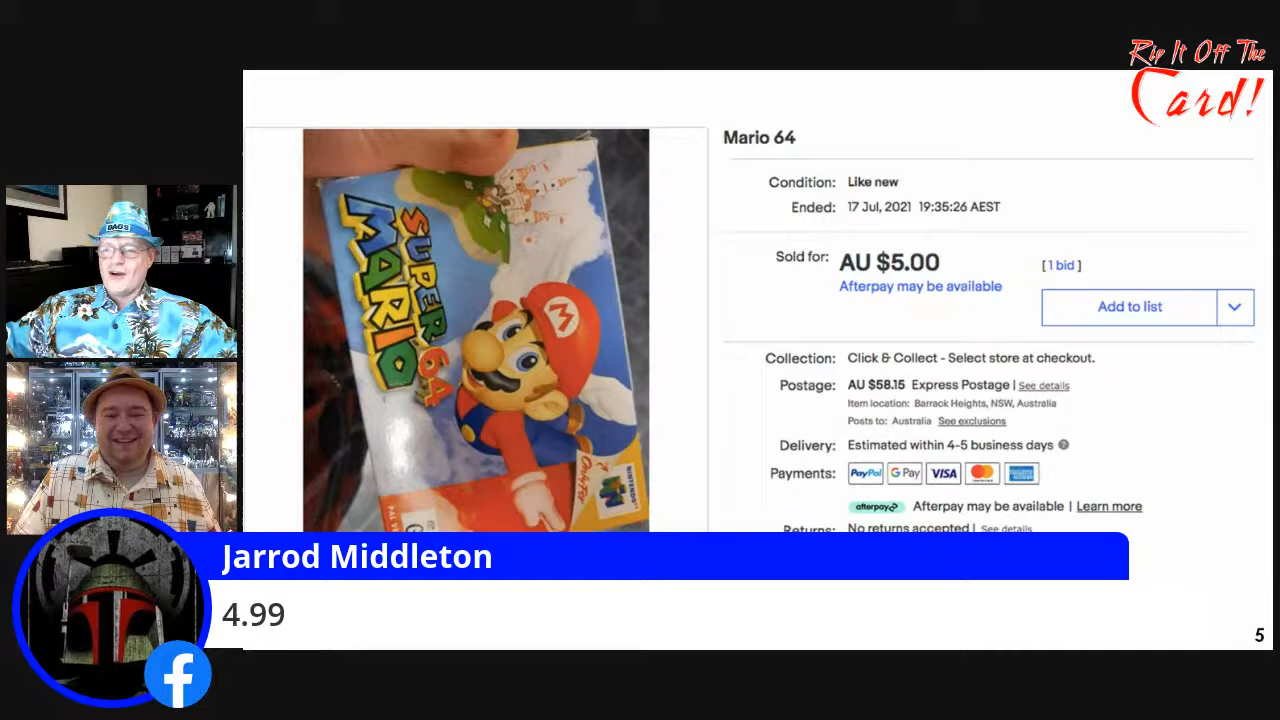 Rip It Off The
Card!
DAG'S
SUPER
MARIO
64
Only For
NINTENDO
Mario 64
Condition: Like new
Ended: 17 Jul, 2021 19:35:26 AEST
Sold for: AU $5.00 [ 1 bid ]
Afterpay may be available
Add to list
Collection: Click & Collect - Select store at checkout.
Postage: AU $58.15 Express Postage | See details
Item location: Barrack Heights, NSW, Australia
Posts to: Australia See exclusions
Delivery: Estimated within 4-5 business days
Payments: PayPal G Pay VISA
afterpay Afterpay may be available | Learn more
Returns: No returns accepted | See details
Jarrod Middleton
4.99
5